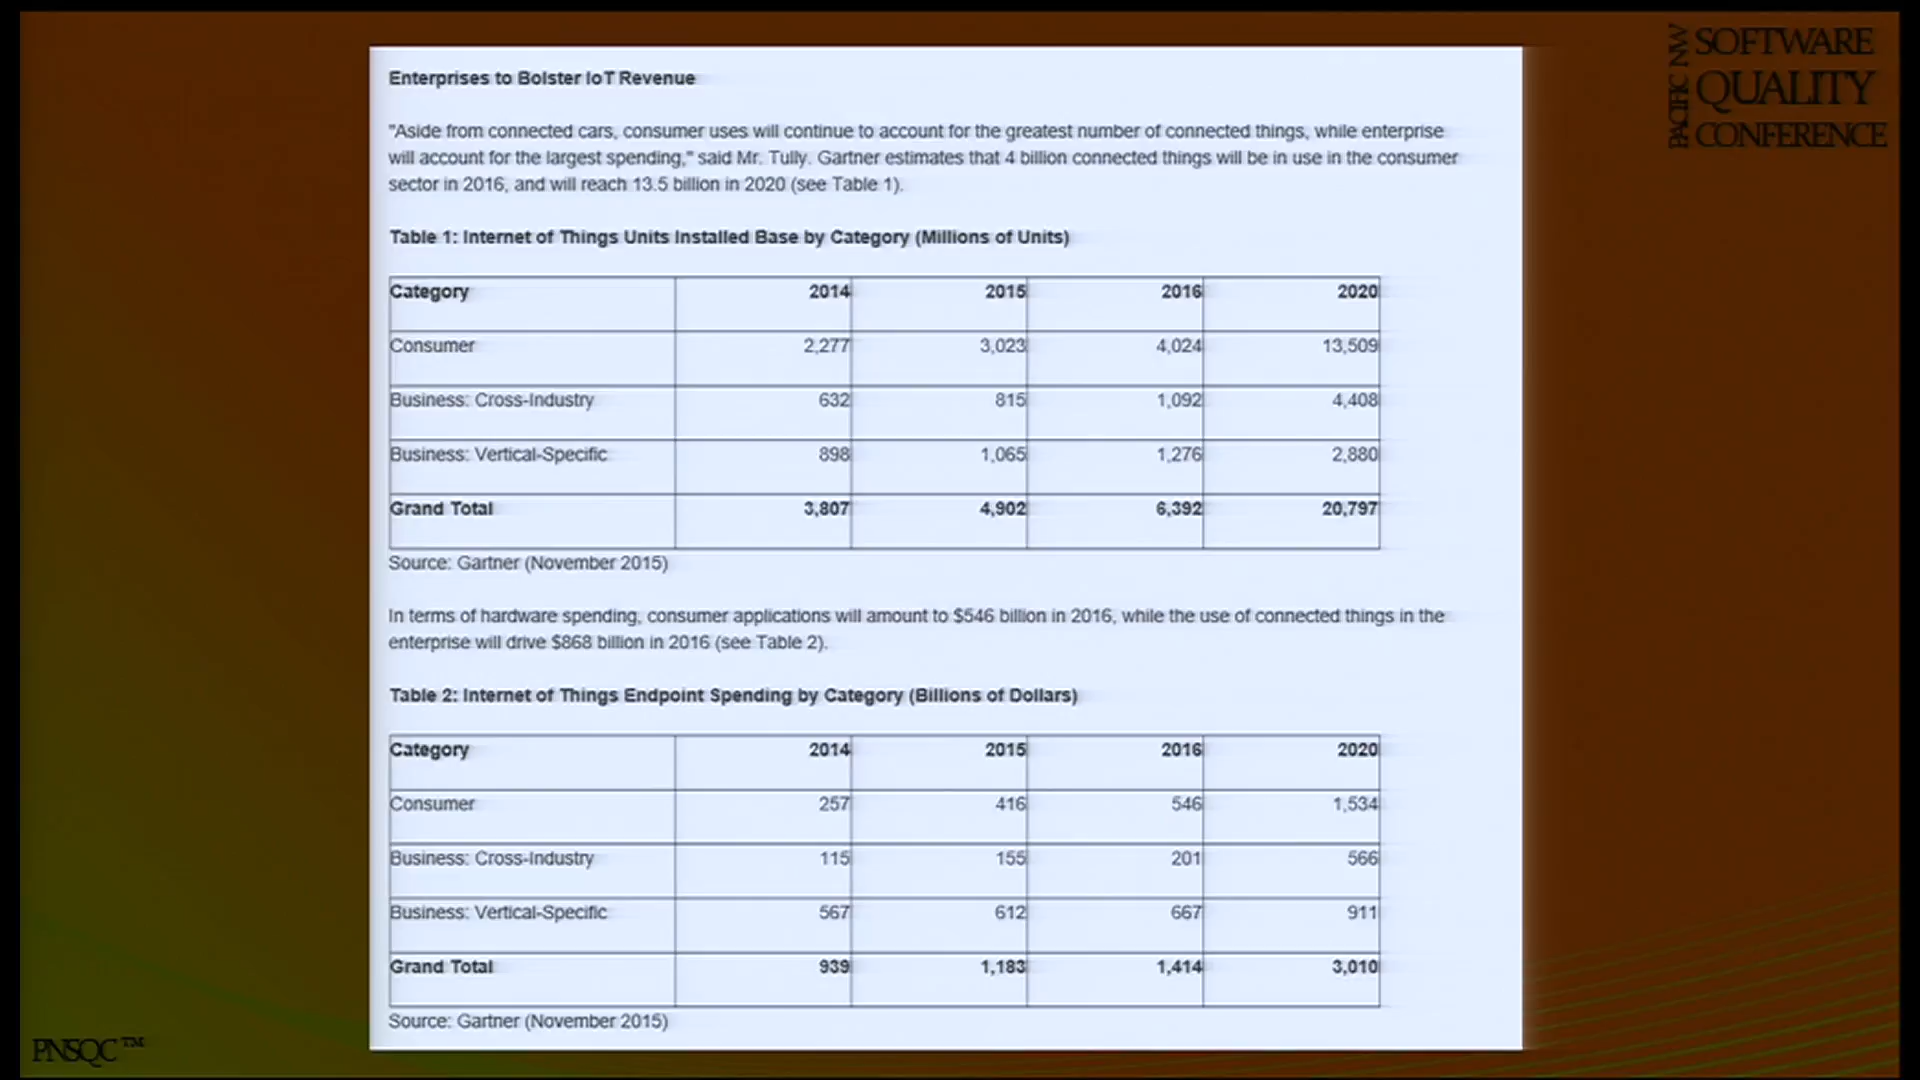 PACIFIC NW
SOFTWARE
QUALITY
CONFERENCE
Enterprises to Bolster IoT Revenue
"Aside from connected cars, consumer uses will continue to account for the greatest number of connected things, while enterprise
will account for the largest spending," said Mr. Tully. Gartner estimates that 4 billion connected things will be in use in the consumer
sector in 2016, and will reach 13.5 billion in 2020 (see Table 1).
Table 1: Internet of Things Units Installed Base by Category (Millions of Units)
Category 2014 2015 2016 2020
Consumer 2,277 3,023 4,024 13,509
Business: Cross-Industry 632 815 1,092 4,408
Business: Vertical-Specific 898 1,065 1,276 2,880
Grand Total 3,807 4,902 6,392 20,797
Source: Gartner (November 2015)
In terms of hardware spending, consumer applications will amount to $546 billion in 2016, while the use of connected things in the
enterprise will drive $868 billion in 2016 (see Table 2).
Table 2: Internet of Things Endpoint Spending by Category (Billions of Dollars)
Category 2014 2015 2016 2020
Consumer 257 416 546 1,534
Business: Cross-Industry 115 155 201 566
Business: Vertical-Specific 567 612 667 911
Grand Total 939 1,183 1,414 3,010
Source: Gartner (November 2015)
PNSQC™